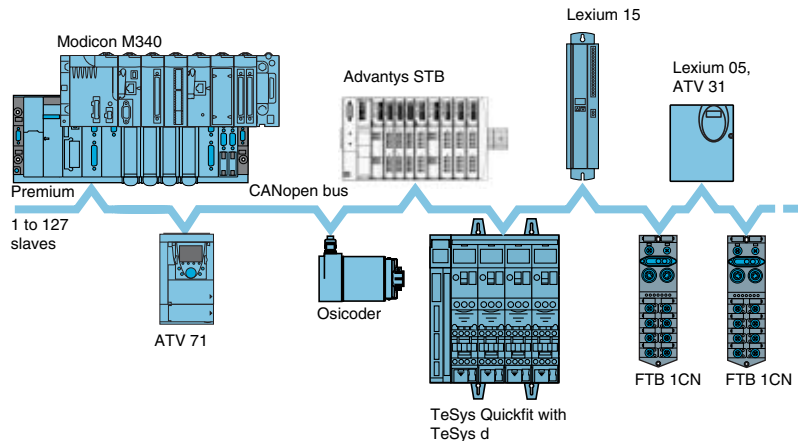 Modicon M340
Premium
CANopen bus
1 to 127
slaves
ATV 71
Osicoder
Advantys STB
TeSys Quickfit with
TeSys d
Lexium 15
Lexium 05,
ATV 31
FTB 1CN
FTB 1CN